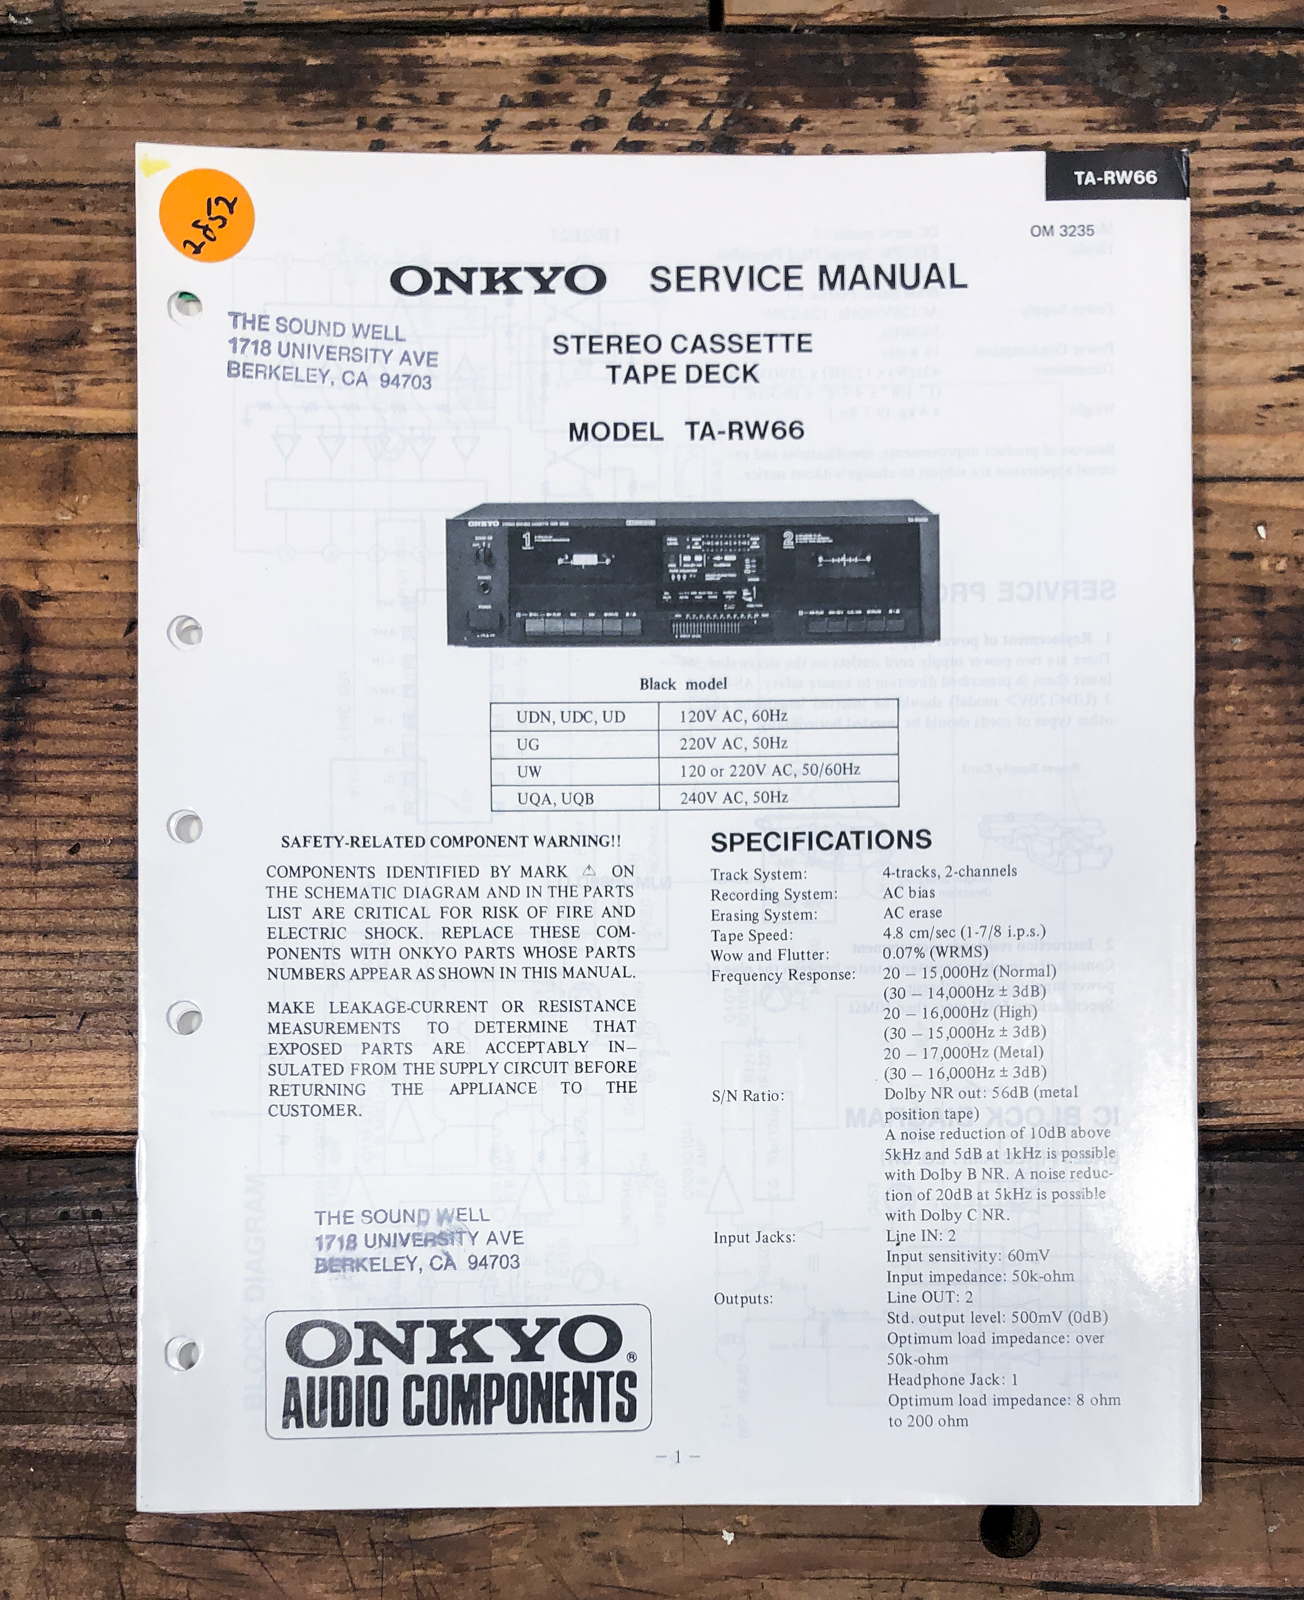 TA-RW66
2852
OM 3235
ONKYO SERVICE MANUAL
THE SOUND WELL
1718 UNIVERSITY AVE
BERKELEY, CA 94703
STEREO CASSETTE
TAPE DECK
MODEL TA-RW66
ONKYO
1
2
Black model
UDN, UDC, UD 120V AC, 60Hz
UG 220V AC, 50Hz
UW 120 or 220V AC, 50/60Hz
UQA, UQB 240V AC, 50Hz
SAFETY-RELATED COMPONENT WARNING!!
COMPONENTS IDENTIFIED BY MARK ⚠ ON
THE SCHEMATIC DIAGRAM AND IN THE PARTS
LIST ARE CRITICAL FOR RISK OF FIRE AND
ELECTRIC SHOCK. REPLACE THESE COM-
PONENTS WITH ONKYO PARTS WHOSE PARTS
NUMBERS APPEAR AS SHOWN IN THIS MANUAL.
MAKE LEAKAGE-CURRENT OR RESISTANCE
MEASUREMENTS TO DETERMINE THAT
EXPOSED PARTS ARE ACCEPTABLY IN–
SULATED FROM THE SUPPLY CIRCUIT BEFORE
RETURNING THE APPLIANCE TO THE
CUSTOMER.
THE SOUND WELL
1718 UNIVERSITY AVE
BERKELEY, CA 94703
ONKYO®
AUDIO COMPONENTS
SPECIFICATIONS
Track System: 4-tracks, 2-channels
Recording System: AC bias
Erasing System: AC erase
Tape Speed: 4.8 cm/sec (1-7/8 i.p.s.)
Wow and Flutter: 0.07% (WRMS)
Frequency Response: 20 – 15,000Hz (Normal)
(30 – 14,000Hz ± 3dB)
20 – 16,000Hz (High)
(30 – 15,000Hz ± 3dB)
20 – 17,000Hz (Metal)
(30 – 16,000Hz ± 3dB)
S/N Ratio: Dolby NR out: 56dB (metal
position tape)
A noise reduction of 10dB above
5kHz and 5dB at 1kHz is possible
with Dolby B NR. A noise reduc-
tion of 20dB at 5kHz is possible
with Dolby C NR.
Input Jacks: Line IN: 2
Input sensitivity: 60mV
Input impedance: 50k-ohm
Outputs: Line OUT: 2
Std. output level: 500mV (0dB)
Optimum load impedance: over
50k-ohm
Headphone Jack: 1
Optimum load impedance: 8 ohm
to 200 ohm
– 1 –